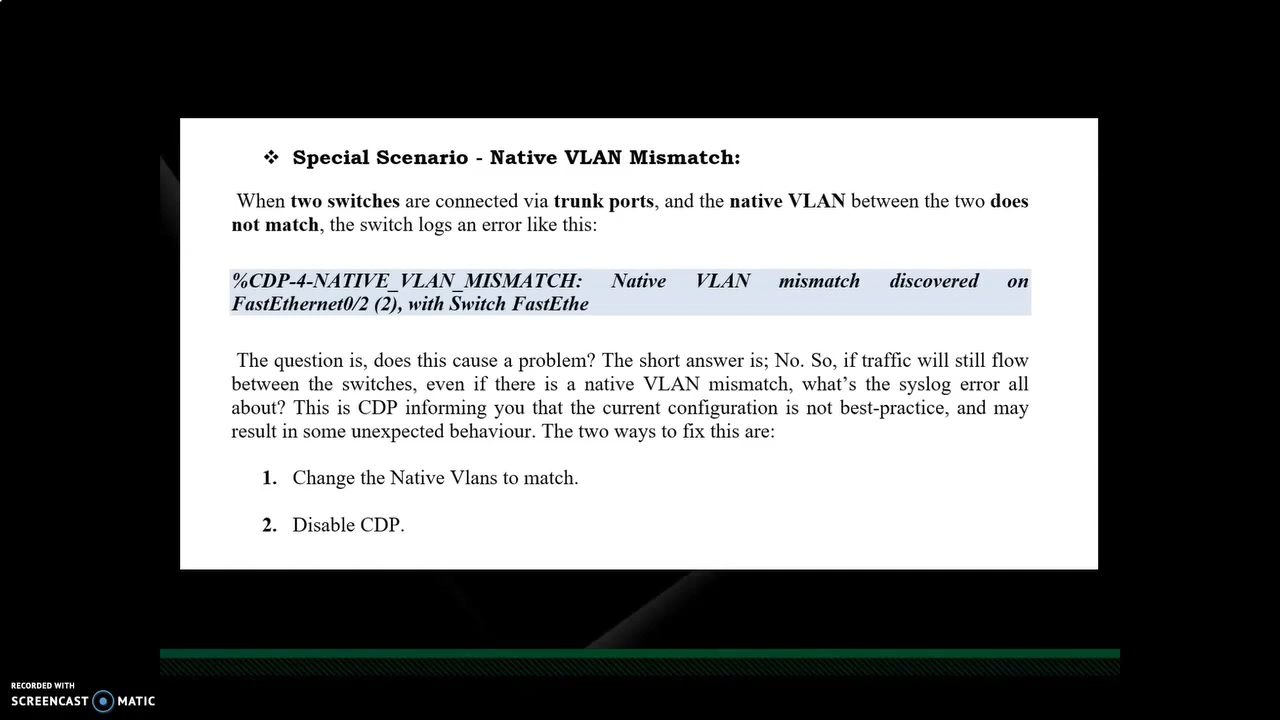 ❖ Special Scenario - Native VLAN Mismatch:
When two switches are connected via trunk ports, and the native VLAN between the two does
not match, the switch logs an error like this:
%CDP-4-NATIVE_VLAN_MISMATCH: Native VLAN mismatch discovered on
FastEthernet0/2 (2), with Switch FastEthe
The question is, does this cause a problem? The short answer is; No. So, if traffic will still flow
between the switches, even if there is a native VLAN mismatch, what's the syslog error all
about? This is CDP informing you that the current configuration is not best-practice, and may
result in some unexpected behaviour. The two ways to fix this are:
1. Change the Native Vlans to match.
2. Disable CDP.
RECORDED WITH
SCREENCAST MATIC